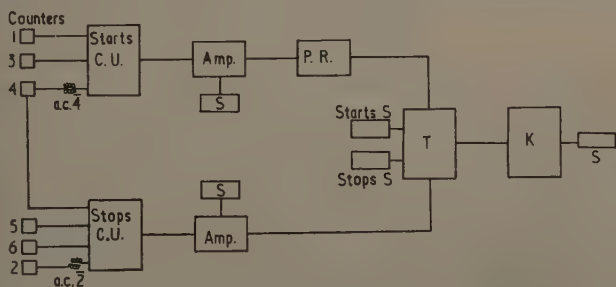 Counters
1
3
4
a.c.4̅
Starts
C. U.
Amp.
S
P. R.
Starts S
Stops S
T
K
S
S
Amp.
Stops
C.U.
5
6
2
a.c.2̅